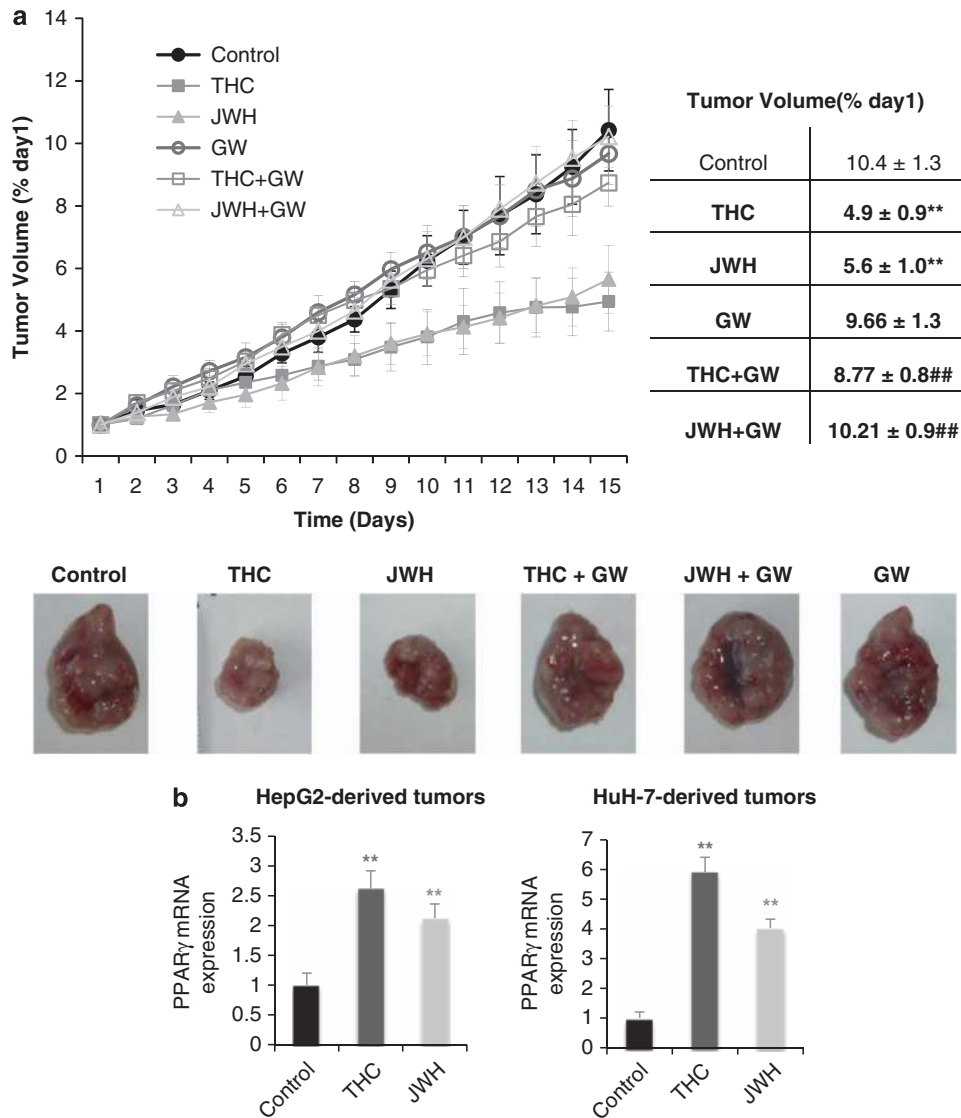 a
14
12
10
8
6
4
2
0
Tumor Volume (% day1)
Control
THC
JWH
GW
THC+GW
JWH+GW
1 2 3 4 5 6 7 8 9 10 11 12 13 14 15
Time (Days)
Tumor Volume(% day1)
Control 10.4 ± 1.3
THC 4.9 ± 0.9**
JWH 5.6 ± 1.0**
GW 9.66 ± 1.3
THC+GW 8.77 ± 0.8##
JWH+GW 10.21 ± 0.9##
Control THC JWH THC + GW JWH + GW GW
b
HepG2-derived tumors
3.5
3
2.5
2
1.5
1
0.5
0
PPARγ mRNA
expression
**
**
Control THC JWH
HuH-7-derived tumors
7
6
5
4
3
2
1
0
PPARγ mRNA
expression
**
**
Control THC JWH